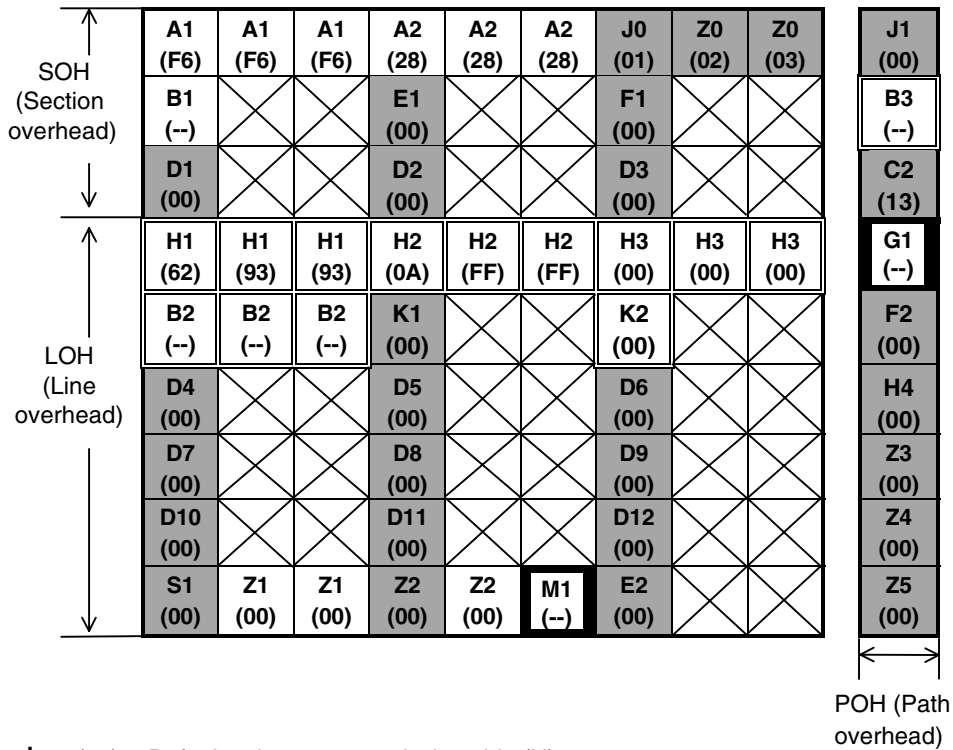 A1 A1 A1 A2 A2 A2 J0 Z0 Z0 J1
(F6) (F6) (F6) (28) (28) (28) (01) (02) (03) (00)
SOH
(Section
overhead)
B1 E1 F1 B3
(--) (00) (00) (--)
D1 D2 D3 C2
(00) (00) (00) (13)
H1 H1 H1 H2 H2 H2 H3 H3 H3 G1
(62) (93) (93) (0A) (FF) (FF) (00) (00) (00) (--)
B2 B2 B2 K1 K2 F2
(--) (--) (--) (00) (00) (00)
LOH
(Line
overhead)
D4 D5 D6 H4
(00) (00) (00) (00)
D7 D8 D9 Z3
(00) (00) (00) (00)
D10 D11 D12 Z4
(00) (00) (00) (00)
S1 Z1 Z1 Z2 Z2 M1 E2 Z5
(00) (00) (00) (00) (00) (--) (00) (00)
POH (Path
overhead)